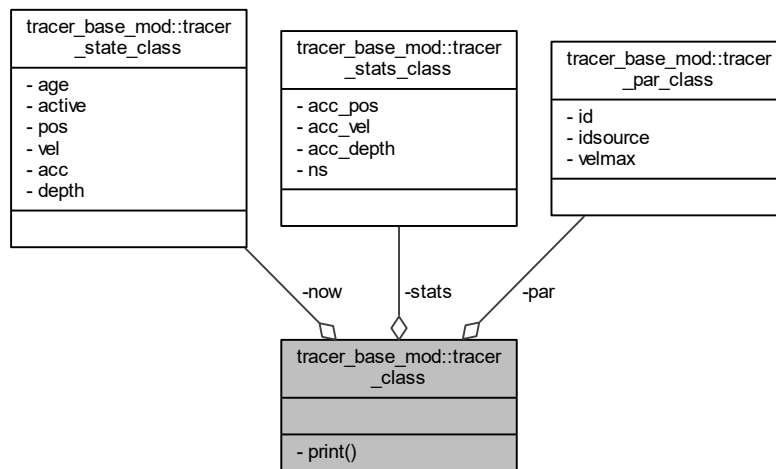 tracer_base_mod::tracer
_state_class
- age
- active
- pos
- vel
- acc
- depth
tracer_base_mod::tracer
_stats_class
- acc_pos
- acc_vel
- acc_depth
- ns
tracer_base_mod::tracer
_par_class
- id
- idsource
- velmax
-now
-stats
-par
tracer_base_mod::tracer
_class
- print()